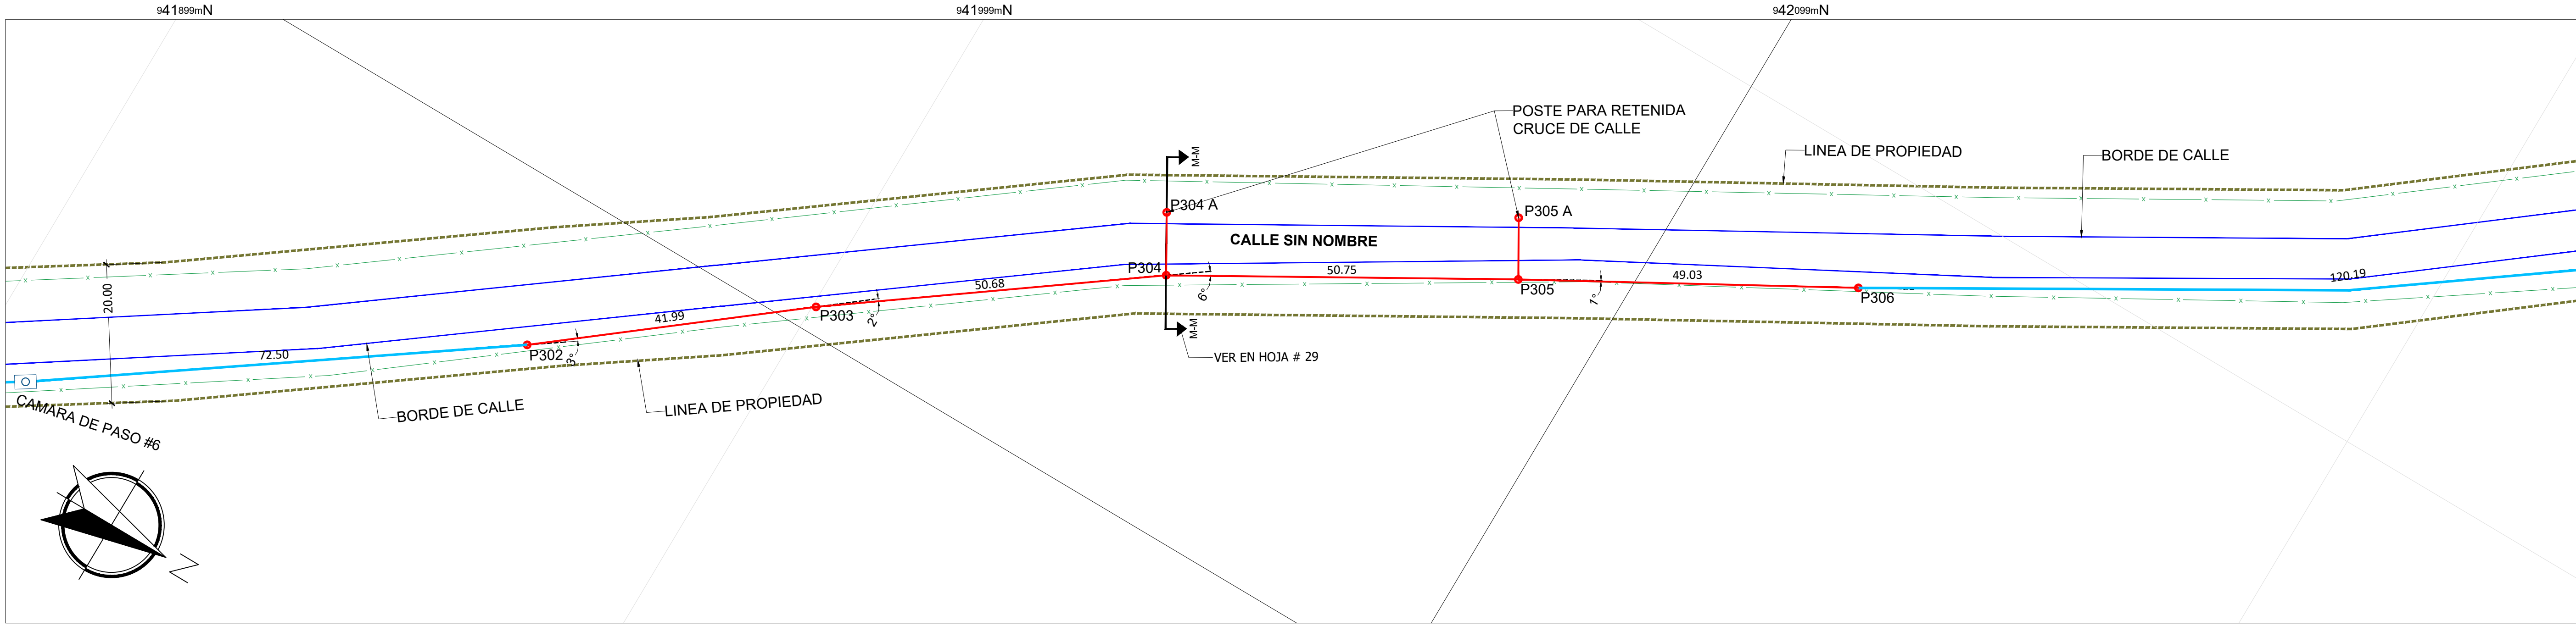 941899mN
941999mN
942099mN
POSTE PARA RETENIDA
CRUCE DE CALLE
LINEA DE PROPIEDAD
BORDE DE CALLE
M-M
P304 A
P305 A
CALLE SIN NOMBRE
20.00
72.50
P302
3°
41.99
P303
2°
50.68
P304
6°
50.75
P305
1°
49.03
P306
120.19
M-M
VER EN HOJA # 29
CAMARA DE PASO #6
BORDE DE CALLE
LINEA DE PROPIEDAD
N